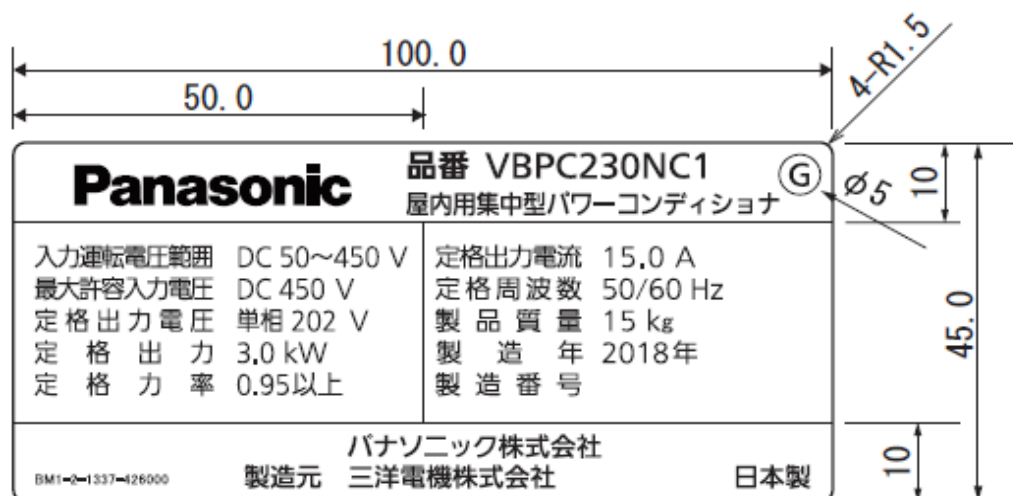 100.0
50.0
4-R1.5
Panasonic
品番 VBPC230NC1
屋内用集中型パワーコンディショナ
G
φ5
10
入力運転電圧範囲 DC 50～450 V
最大許容入力電圧 DC 450 V
定格出力電圧 単相 202 V
定格出力 3.0 kW
定格力率 0.95以上
定格出力電流 15.0 A
定格周波数 50/60 Hz
製品質量 15 kg
製造年 2018年
製造番号
45.0
パナソニック株式会社
BM1-2-1337-426000 製造元 三洋電機株式会社 日本製
10